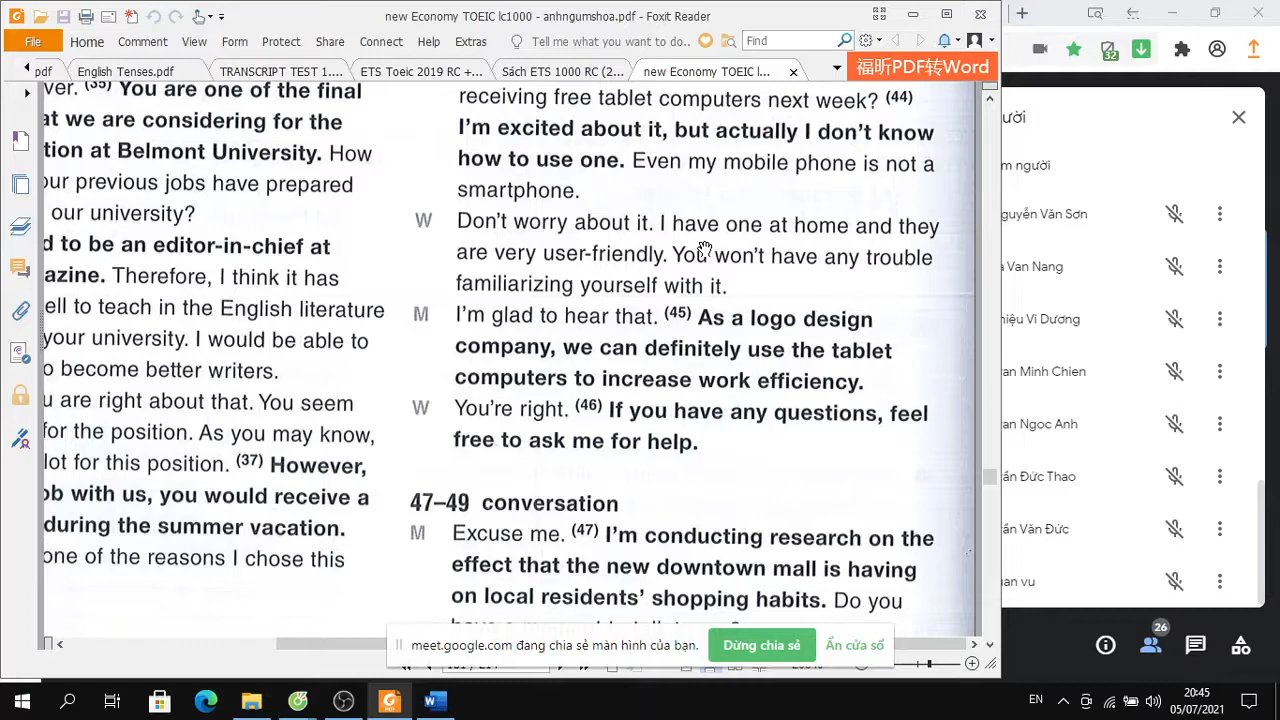 new Economy TOEIC lc1000 - anhngumshoa.pdf - Foxit Reader
File Home Comment View Form Protect Share Connect Help Extras Tell me what you want to do.. Find
pdf English Tenses.pdf TRANSCRIPT TEST 1.... ETS Toeic 2019 RC +... Sách ETS 1000 RC (2... new Economy TOEIC l... 福昕PDF转Word
ver. (35) You are one of the final
at we are considering for the
tion at Belmont University. How
our previous jobs have prepared
our university?
d to be an editor-in-chief at
azine. Therefore, I think it has
ell to teach in the English literature
your university. I would be able to
o become better writers.
u are right about that. You seem
for the position. As you may know,
lot for this position. (37) However,
ob with us, you would receive a
during the summer vacation.
one of the reasons I chose this
receiving free tablet computers next week? (44)
I'm excited about it, but actually I don't know
how to use one. Even my mobile phone is not a
smartphone.
W Don't worry about it. I have one at home and they
are very user-friendly. You won't have any trouble
familiarizing yourself with it.
M I'm glad to hear that. (45) As a logo design
company, we can definitely use the tablet
computers to increase work efficiency.
W You're right. (46) If you have any questions, feel
free to ask me for help.
47–49 conversation
M Excuse me. (47) I'm conducting research on the
effect that the new downtown mall is having
on local residents' shopping habits. Do you
meet.google.com đang chia sẻ màn hình của bạn. Dừng chia sẻ Ẩn cửa sổ
32
ười
m người
guyễn Văn Sơn
a Van Nang
hiệu Vi Dương
ran Minh Chien
ran Ngoc Anh
rần Đức Thao
rần Văn Đức
han vu
26
EN
20:45
05/07/2021